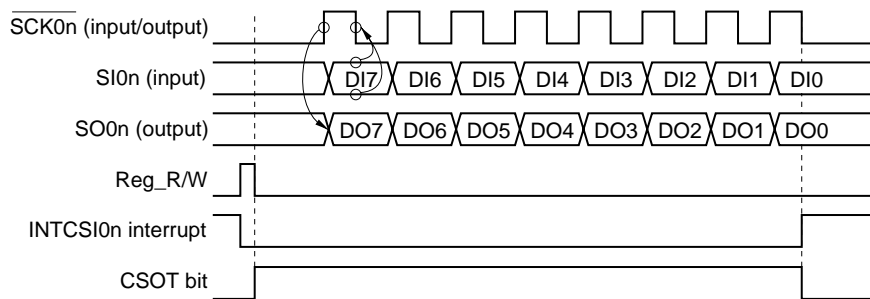 SCK0n (input/output)
SI0n (input) DI7 DI6 DI5 DI4 DI3 DI2 DI1 DI0
SO0n (output) DO7 DO6 DO5 DO4 DO3 DO2 DO1 DO0
Reg_R/W
INTCSI0n interrupt
CSOT bit